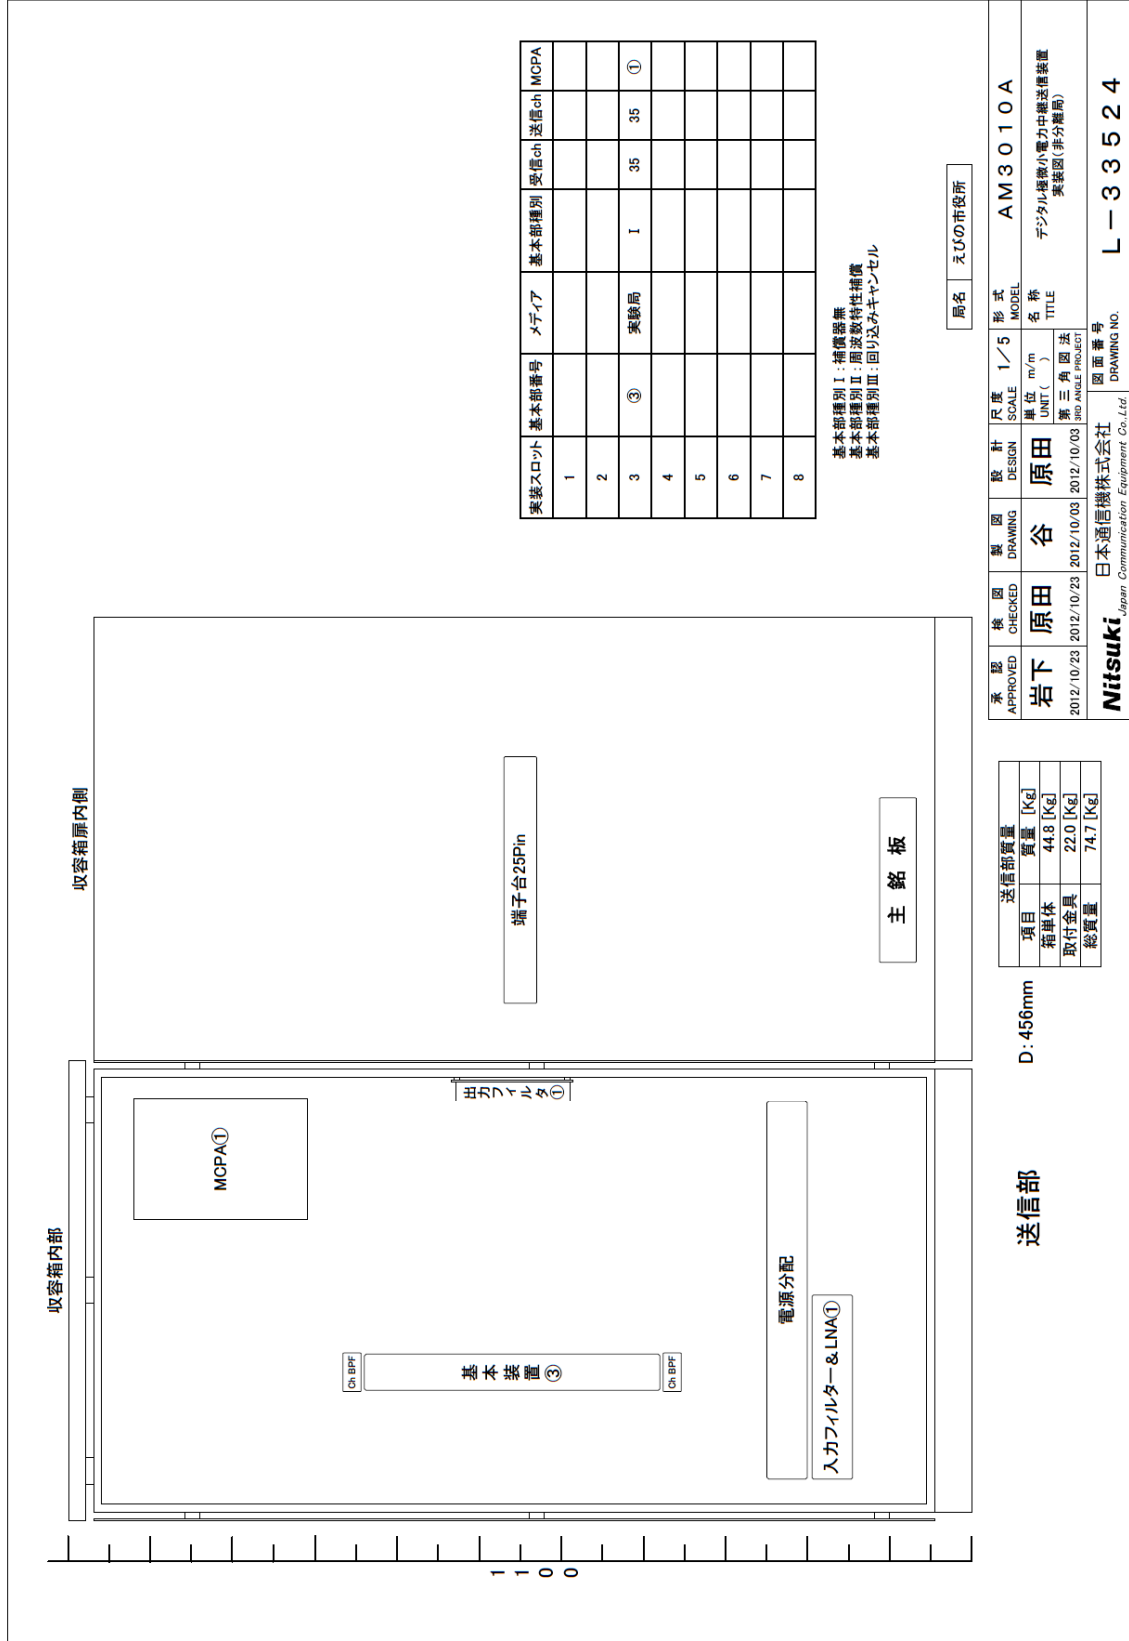 収容箱内部
収容箱扉内側
MCPA①
出力フィルタ①
Ch BPF
基本装置③
Ch BPF
電源分配
入力フィルター&LNA①
端子台25Pin
主 銘 板
1100
送信部
D:456mm
実装スロット 基本部番号 メディア 基本部種別 受信ch 送信ch MCPA
1
2
3 ③ 実験局 Ⅰ 35 35 ①
4
5
6
7
8
基本部種別Ⅰ:補償器無
基本部種別Ⅱ:周波数特性補償
基本部種別Ⅲ:回り込みキャンセル
局名 えびの市役所
送信部質量
項目 質量 [Kg]
箱単体 44.8 [Kg]
取付金具 22.0 [Kg]
総質量 74.7 [Kg]
承 認 検 図 製 図 設 計 尺度 1/5 形 式 AM3010A
APPROVED CHECKED DRAWING DESIGN SCALE MODEL
岩下 原田 谷 原田 単 位 m/m 名 称 デジタル極微小電力中継送信装置
UNIT( ) TITLE 実装図(非分離局)
2012/10/23 2012/10/23 2012/10/03 2012/10/03 第 三 角 図 法
3RD ANGLE PROJECT
Nitsuki 日本通信機株式会社 図 面 番 号 L-33524
Japan Communication Equipment Co.,Ltd. DRAWING NO.